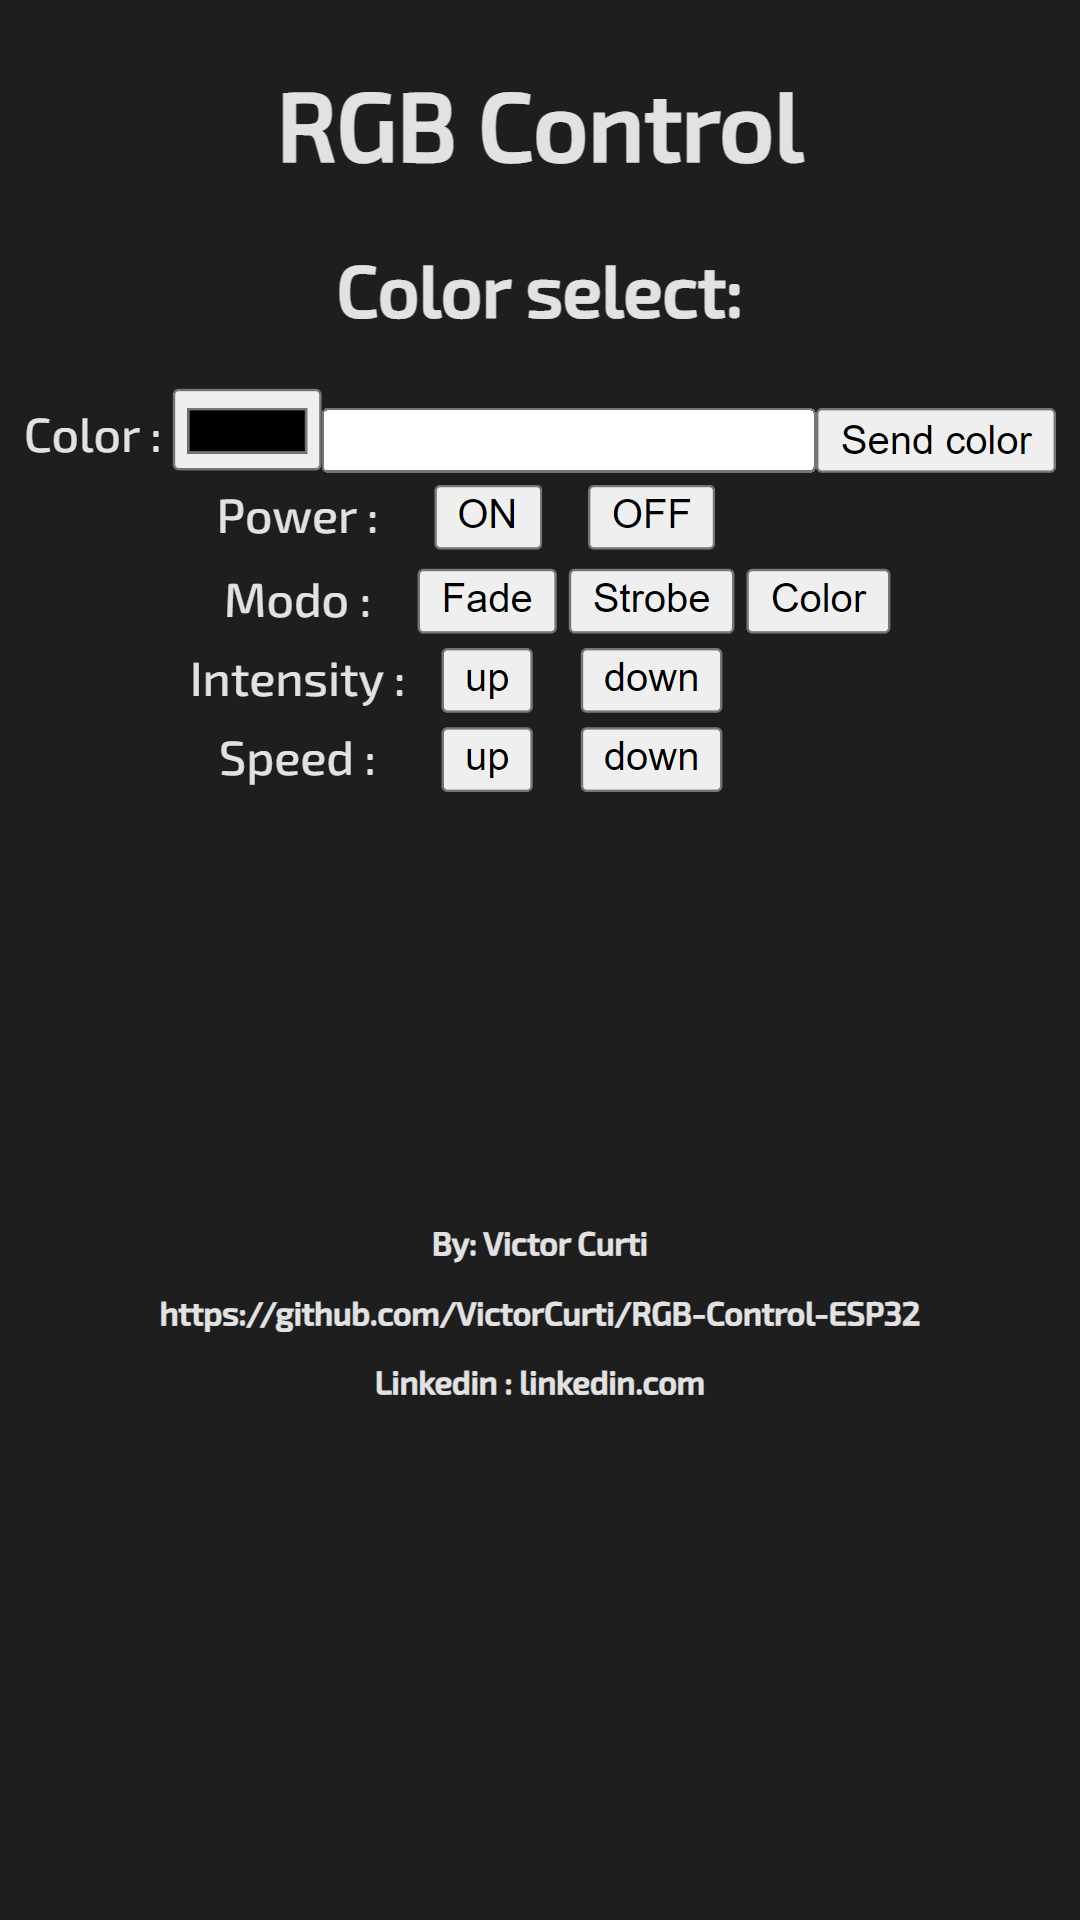 RGB Control
Color select:
Color : Send color
Power : ON OFF
Modo : Fade Strobe Color
Intensity : up down
Speed : up down
By: Victor Curti
https://github.com/VictorCurti/RGB-Control-ESP32
Linkedin : linkedin.com